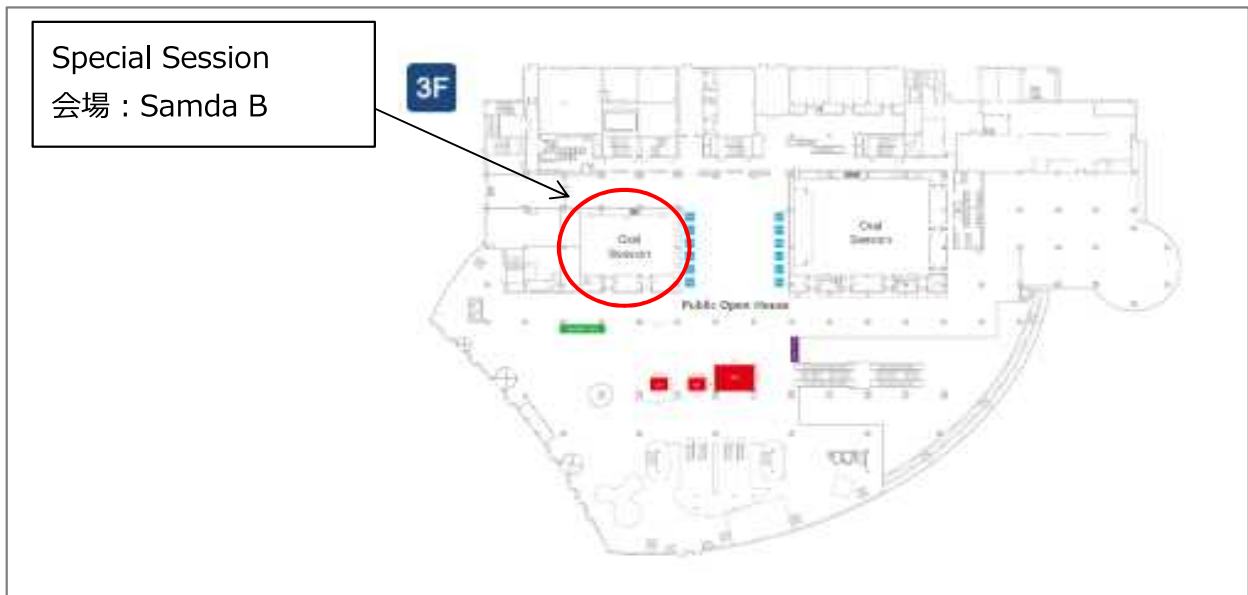 Special Session
会場：Samda B
3F
Oral
Session
Oral
Session
Public Open House